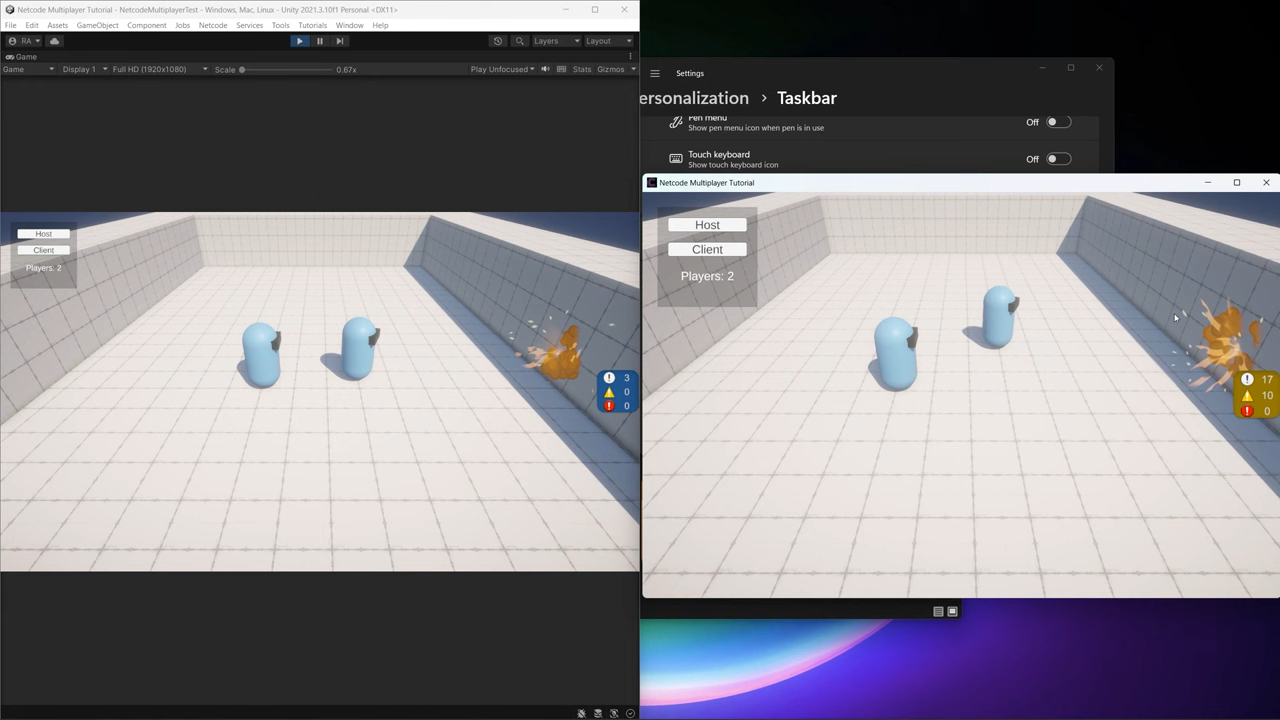 Netcode Multiplayer Tutorial - NetcodeMultiplayerTest - Windows, Mac, Linux - Unity 2021.3.10f1 Personal <DX11>
File Edit Assets GameObject Component Jobs Netcode Services Tools Tutorials Window Help
RA Layers Layout
Game
Game Display 1 Full HD (1920x1080) Scale 0.67x Play Unfocused Stats Gizmos
Host
Client
Players: 2
3
0
0
Settings
ersonalization > Taskbar
Pen menu
Show pen menu icon when pen is in use
Off
Touch keyboard
Show touch keyboard icon
Off
Netcode Multiplayer Tutorial
Host
Client
Players: 2
17
10
0